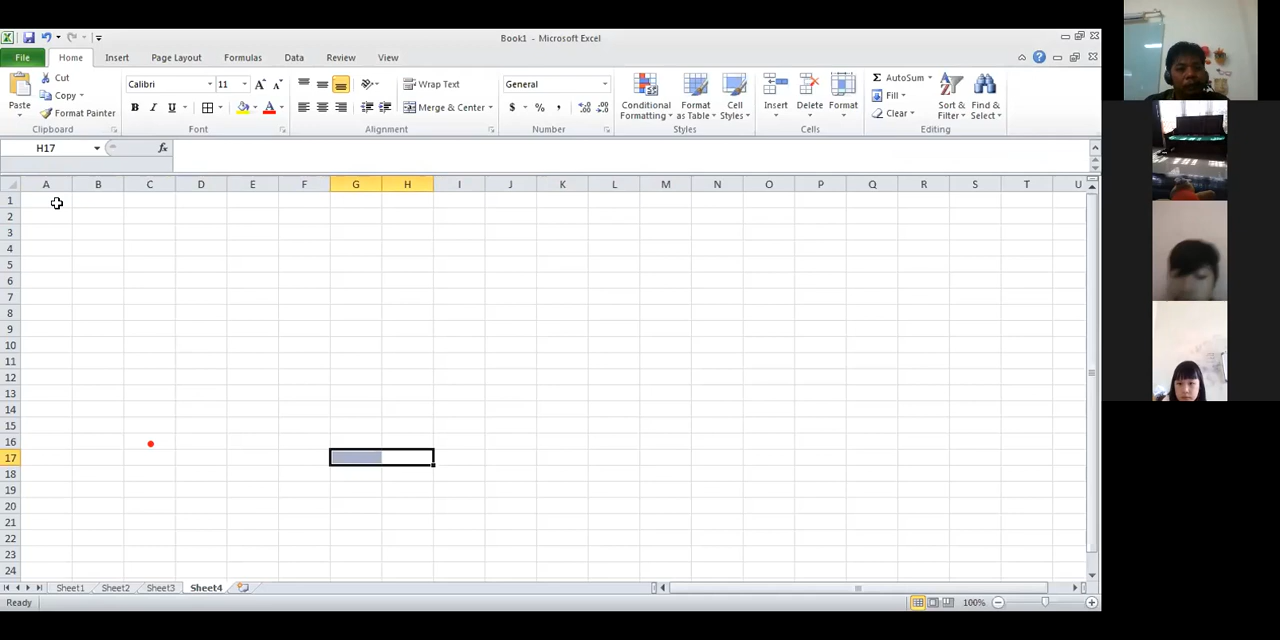 Book1 - Microsoft Excel
File Home Insert Page Layout Formulas Data Review View
Paste
Cut
Copy
Format Painter
Clipboard
Calibri 11
B I U
Font
Wrap Text
Merge & Center
Alignment
General
$ % ,
Number
Conditional Formatting
Format as Table
Cell Styles
Styles
Insert Delete Format
Cells
AutoSum
Fill
Clear
Sort & Filter
Find & Select
Editing
H17 fx
A B C D E F G H I J K L M N O P Q R S T U
1
2
3
4
5
6
7
8
9
10
11
12
13
14
15
16
17
18
19
20
21
22
23
24
Sheet1 Sheet2 Sheet3 Sheet4
Ready 100%